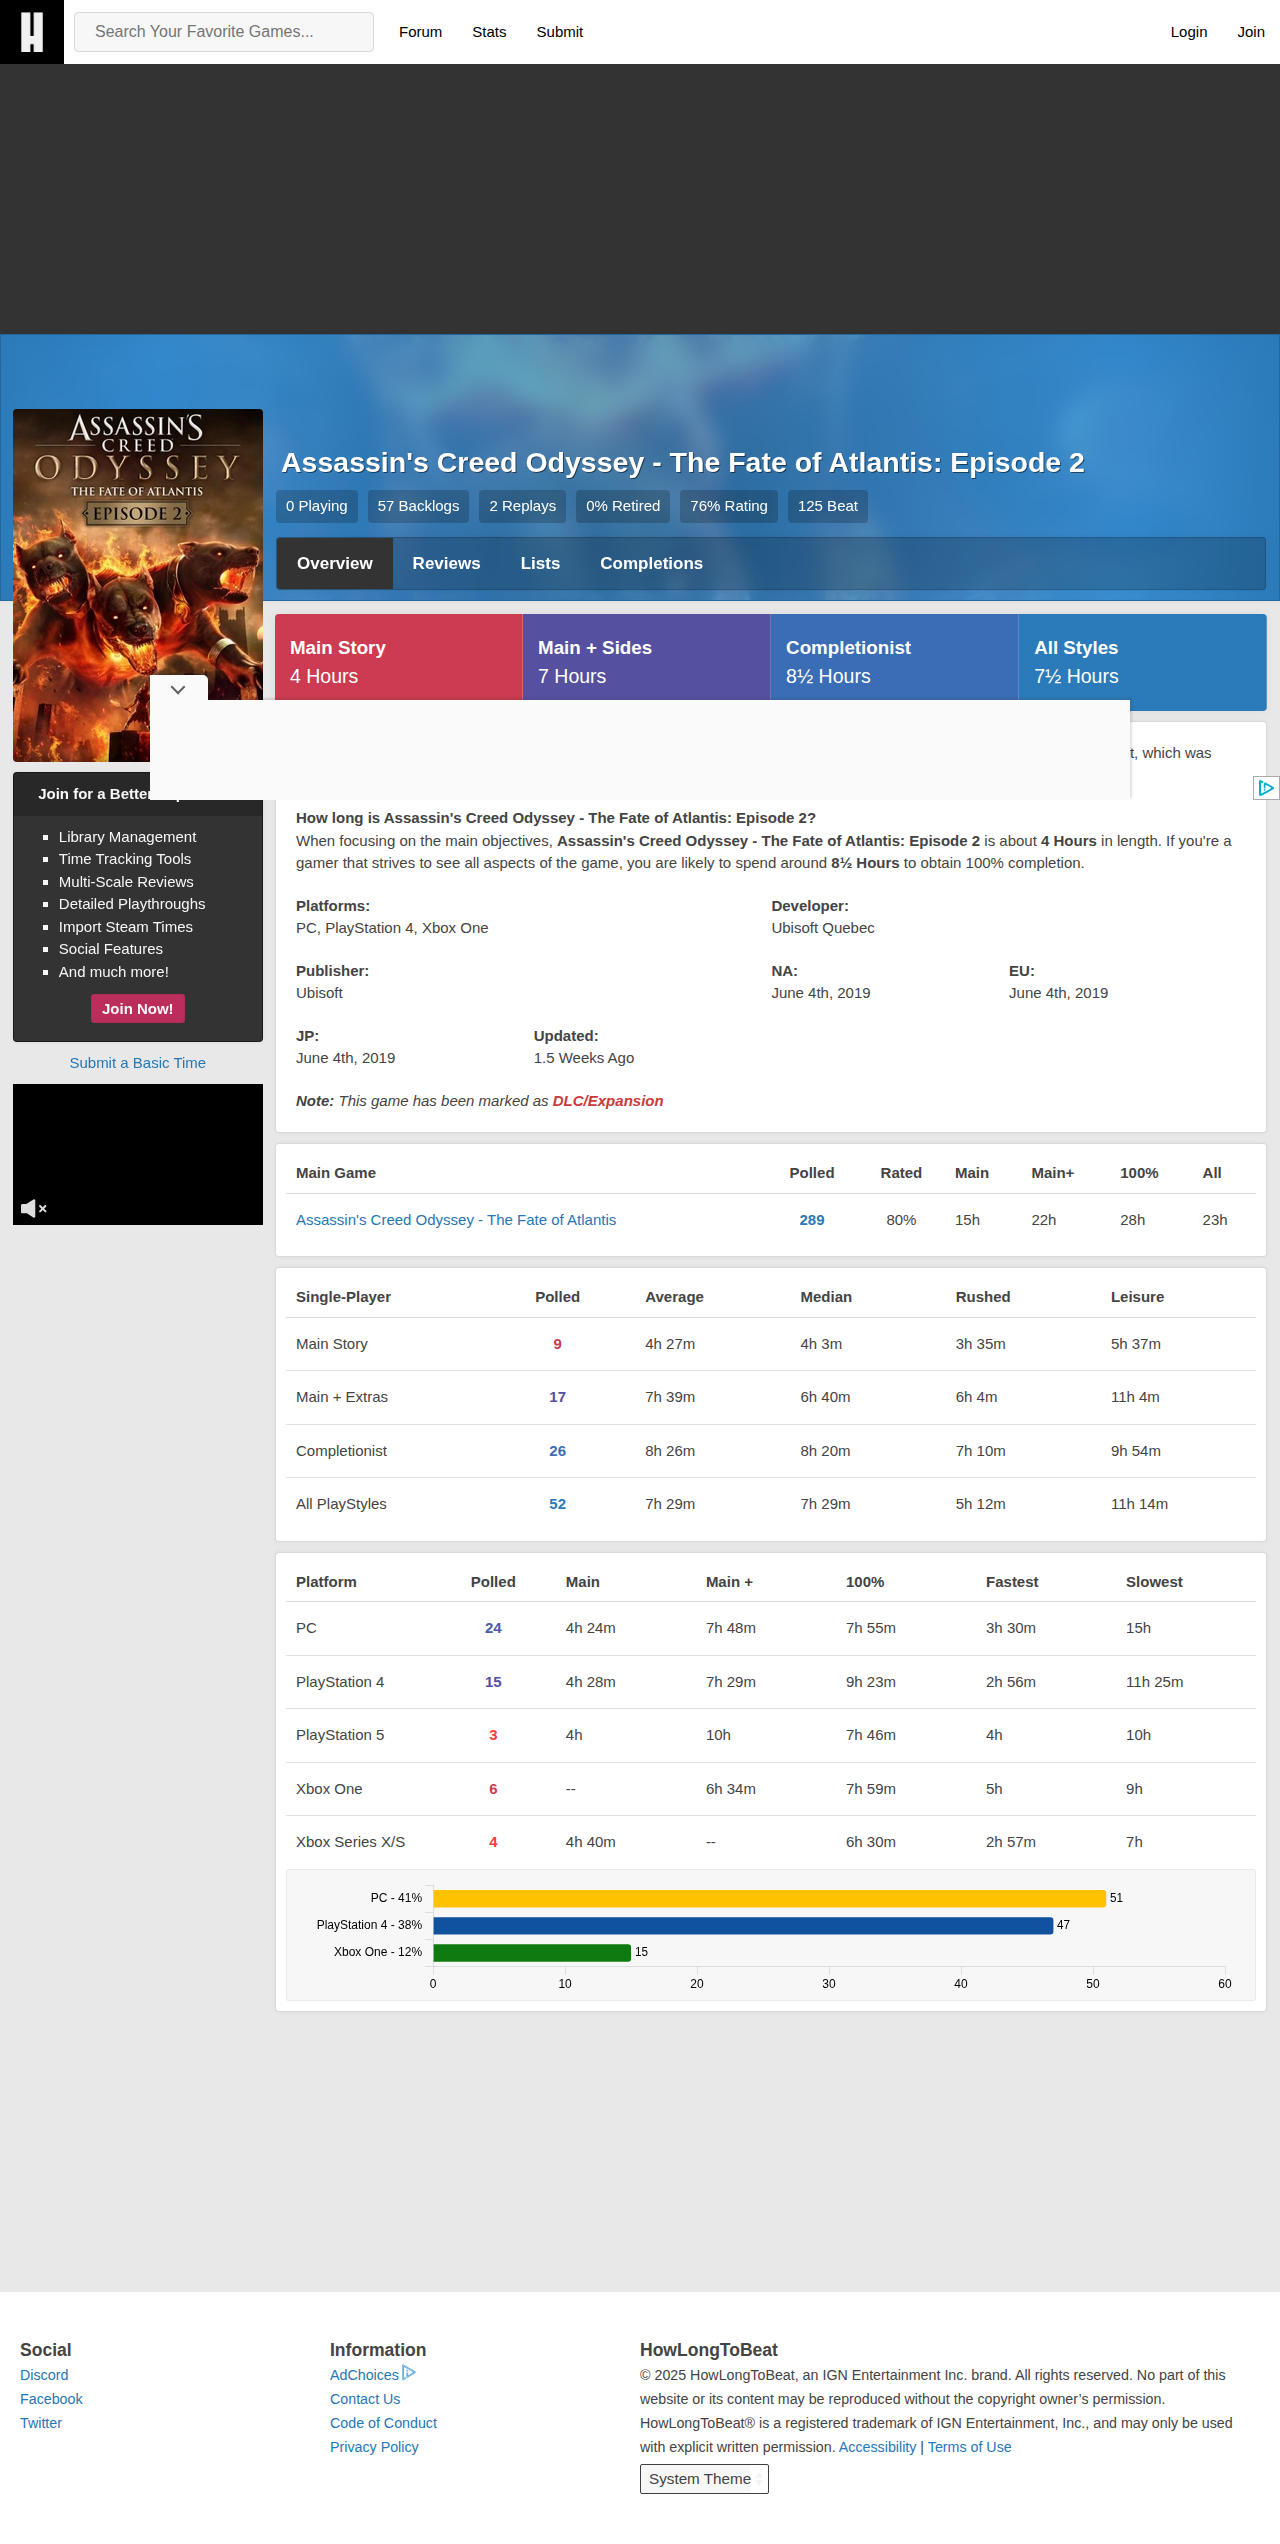 H
Search Your Favorite Games...
Forum Stats Submit Login Join
ASSASSIN'S
CREED
ODYSSEY
THE FATE OF ATLANTIS
EPISODE 2
Assassin's Creed Odyssey - The Fate of Atlantis: Episode 2
0 Playing 57 Backlogs 2 Replays 0% Retired 76% Rating 125 Beat
Overview Reviews Lists Completions
Main Story Main + Sides Completionist All Styles
4 Hours 7 Hours 8½ Hours 7½ Hours
t, which was
Join for a Better
Library Management
Time Tracking Tools
Multi-Scale Reviews
Detailed Playthroughs
Import Steam Times
Social Features
And much more!
Join Now!
Submit a Basic Time
How long is Assassin's Creed Odyssey - The Fate of Atlantis: Episode 2?
When focusing on the main objectives, Assassin's Creed Odyssey - The Fate of Atlantis: Episode 2 is about 4 Hours in length. If you're a
gamer that strives to see all aspects of the game, you are likely to spend around 8½ Hours to obtain 100% completion.
Platforms: Developer:
PC, PlayStation 4, Xbox One Ubisoft Quebec
Publisher: NA: EU:
Ubisoft June 4th, 2019 June 4th, 2019
JP: Updated:
June 4th, 2019 1.5 Weeks Ago
Note: This game has been marked as DLC/Expansion
Main Game Polled Rated Main Main+ 100% All
Assassin's Creed Odyssey - The Fate of Atlantis 289 80% 15h 22h 28h 23h
Single-Player Polled Average Median Rushed Leisure
Main Story 9 4h 27m 4h 3m 3h 35m 5h 37m
Main + Extras 17 7h 39m 6h 40m 6h 4m 11h 4m
Completionist 26 8h 26m 8h 20m 7h 10m 9h 54m
All PlayStyles 52 7h 29m 7h 29m 5h 12m 11h 14m
Platform Polled Main Main + 100% Fastest Slowest
PC 24 4h 24m 7h 48m 7h 55m 3h 30m 15h
PlayStation 4 15 4h 28m 7h 29m 9h 23m 2h 56m 11h 25m
PlayStation 5 3 4h 10h 7h 46m 4h 10h
Xbox One 6 -- 6h 34m 7h 59m 5h 9h
Xbox Series X/S 4 4h 40m -- 6h 30m 2h 57m 7h
PC - 41% 51
PlayStation 4 - 38% 47
Xbox One - 12% 15
0 10 20 30 40 50 60
Social
Discord
Facebook
Twitter
Information
AdChoices
Contact Us
Code of Conduct
Privacy Policy
HowLongToBeat
© 2025 HowLongToBeat, an IGN Entertainment Inc. brand. All rights reserved. No part of this
website or its content may be reproduced without the copyright owner’s permission.
HowLongToBeat® is a registered trademark of IGN Entertainment, Inc., and may only be used
with explicit written permission. Accessibility | Terms of Use
System Theme